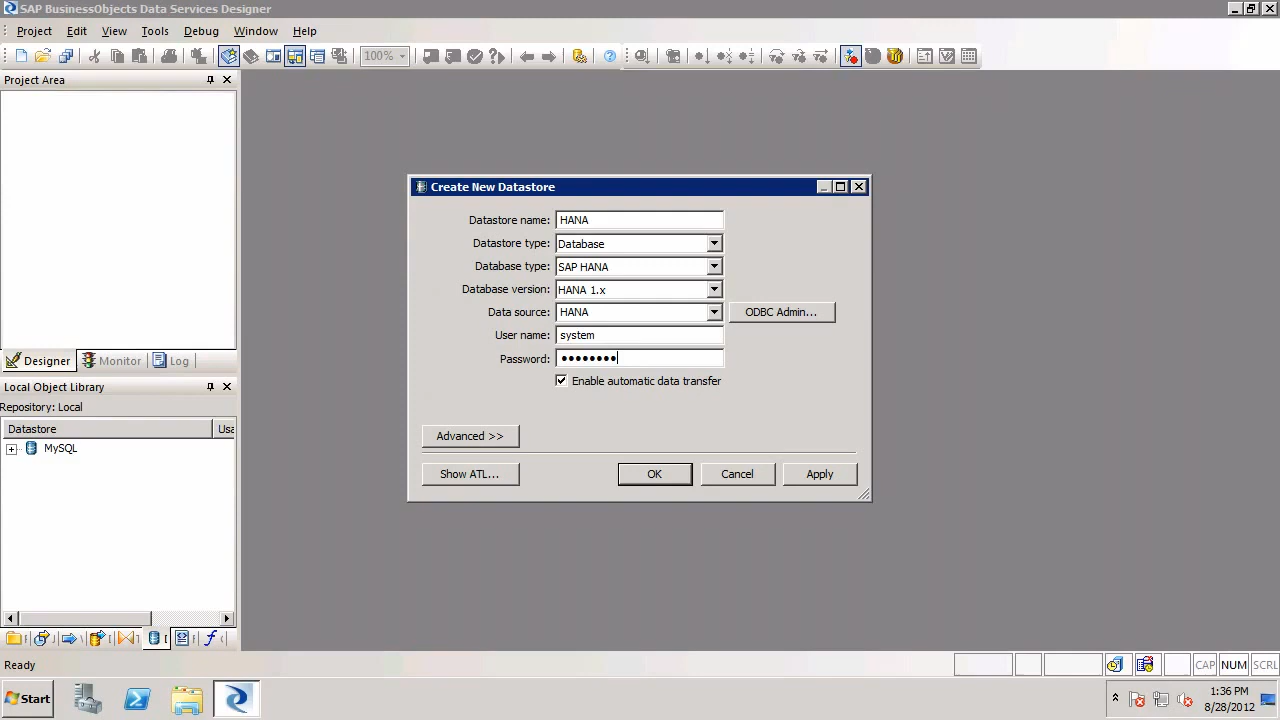 SAP BusinessObjects Data Services Designer
Project Edit View Tools Debug Window Help
100%
Project Area
Create New Datastore
Datastore name: HANA
Datastore type: Database
Database type: SAP HANA
Database version: HANA 1.x
Data source: HANA ODBC Admin...
User name: system
Password: ●●●●●●●●
Enable automatic data transfer
Designer Monitor Log
Local Object Library
Repository: Local
Datastore Usa
MySQL
Advanced >>
Show ATL... OK Cancel Apply
Ready CAP NUM SCRL
Start
1:36 PM
8/28/2012